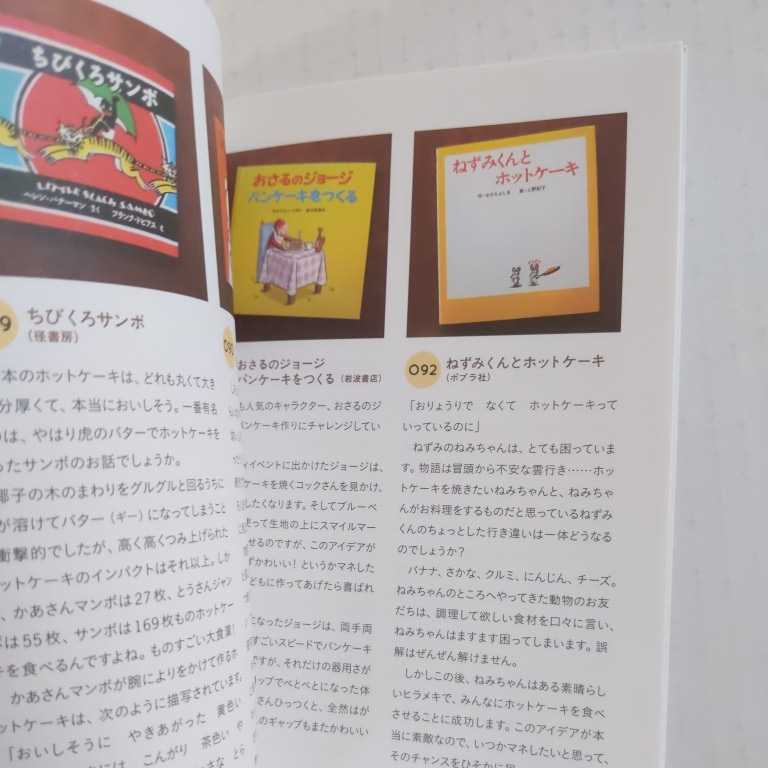 ちびくろサンボ
LITTLE BLACK SAMBO
ヘレン・バナーマン さく
フランク・ドビアス え
9
ちびくろサンボ
(径書房)
本のホットケーキは、どれも丸くて大き
分厚くて、本当においしそう。一番有名
のは、やはり虎のバターでホットケーキを
ったサンボのお話でしょうか。
椰子の木のまわりをグルグルと回るうちに
が溶けてバター(ギー)になってしまうこと
衝撃的でしたが、高く高くつみ上げられた
ットケーキのインパクトはそれ以上。しか
、かあさんマンボは27枚、とうさんジャン
は55枚、サンボは169枚ものホットケー
キを食べるんですよね。ものすごい大食漢!
かあさんマンボが腕によりをかけて作るホ
ットケーキは、次のように描写されています。
「おいしそうに やきあがった 黄色い
には こんがり 茶色い や
おさるのジョージ
パンケーキをつくる
おさるのジョージ
パンケーキをつくる(岩波書店)
人気のキャラクター、おさるのジ
ンケーキ作りにチャレンジしてい
イベントに出かけたジョージは、
ケーキを焼くコックさんを見かけ、
したくなります。そしてブルーベ
使って生地の上にスマイルマー
せるのですが、このアイデアが
ずかわいい!というかマネした
どもに作ってあげたら喜ばれ
になったジョージは、両手両
すごいスピードでパンケーキ
ですが、それだけの器用さが
ップでべとべとになった体
さんひっつくと、全然はが
のギャップもまたかわいい
ねずみくんと
ホットケーキ
092
ねずみくんとホットケーキ
(ポプラ社)
「おりょうりで なくて ホットケーキって
いっているのに」
ねずみのねみちゃんは、とても困っていま
す。物語は冒頭から不安な雲行き……ホッ
トケーキを焼きたいねみちゃんと、ねみちゃ
んがお料理をするものだと思っているねずみ
くんのちょっとした行き違いは一体どうなる
のでしょうか?
バナナ、さかな、クルミ、にんじん、チーズ。
ねみちゃんのところへやってきた動物のお友
だちは、調理して欲しい食材を口々に言い、
ねみちゃんはますます困ってしまいます。誤
解はぜんぜん解けません。
しかしこの後、ねみちゃんはある素晴らし
いヒラメキで、みんなにホットケーキを食べ
させることに成功します。このアイデアが本
当に素敵なので、いつかマネしたいと思って、
そのチャンスをひそかに